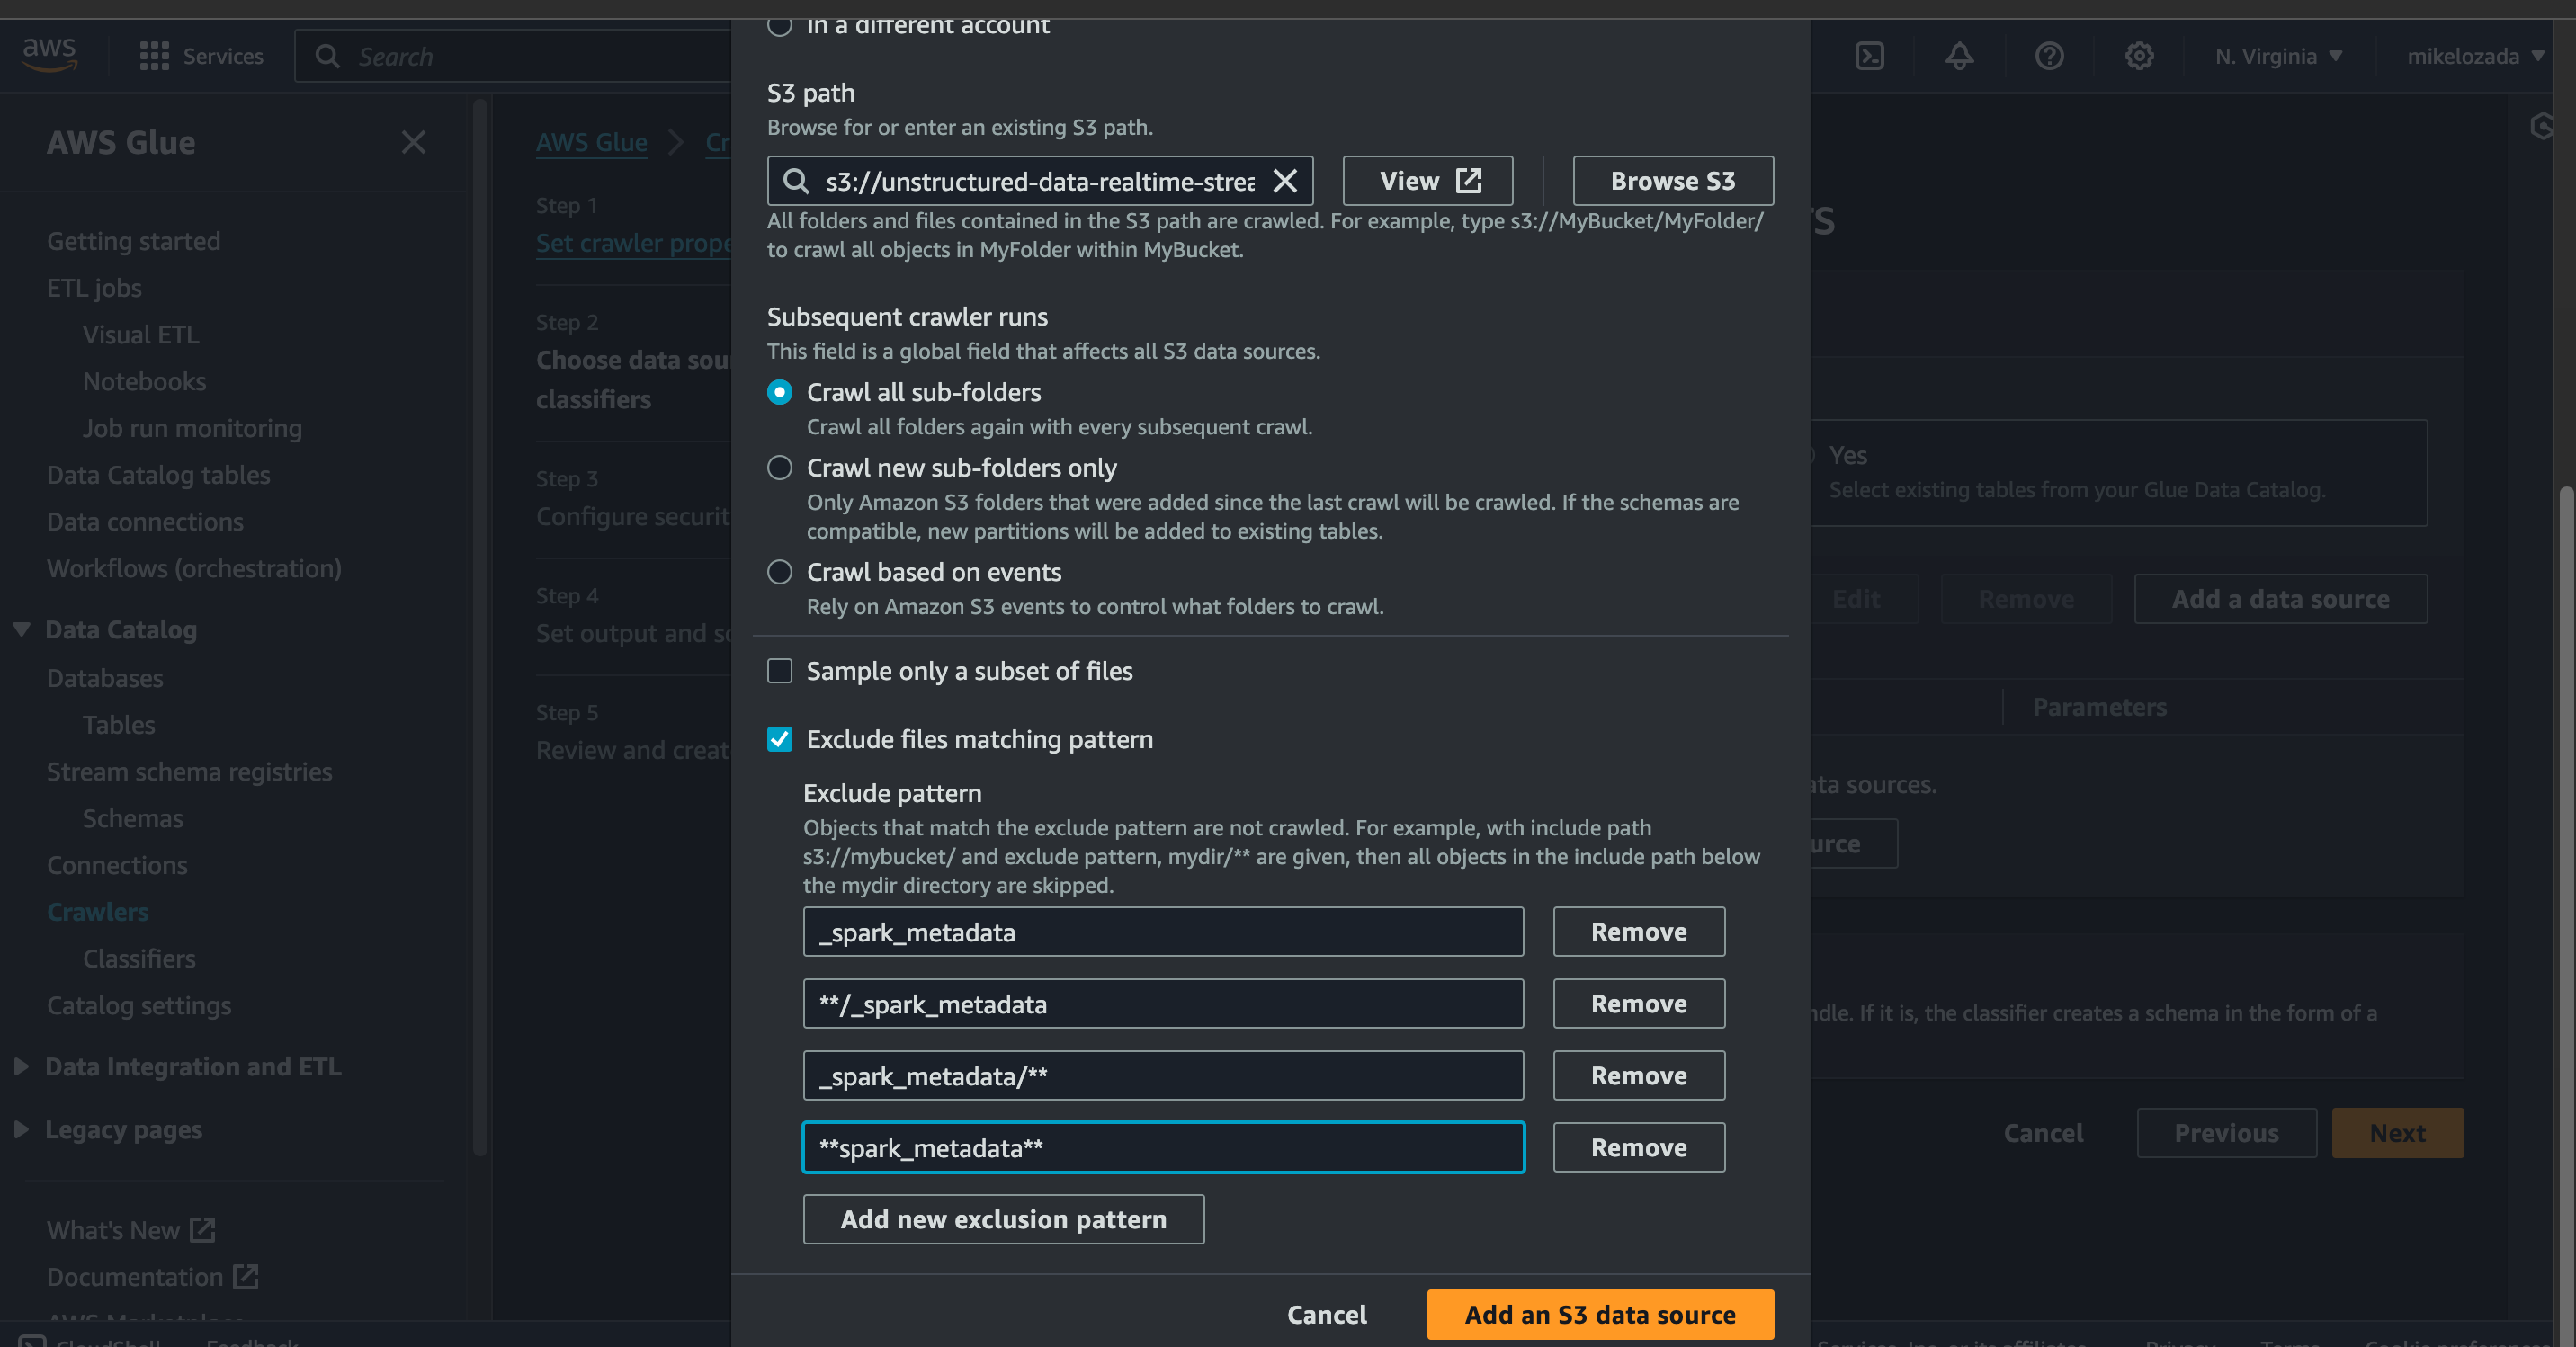 In a different account
aws
Services
Search
N. Virginia
mikelozada
AWS Glue
Getting started
ETL jobs
Visual ETL
Notebooks
Job run monitoring
Data Catalog tables
Data connections
Workflows (orchestration)
Data Catalog
Databases
Tables
Stream schema registries
Schemas
Connections
Crawlers
Classifiers
Catalog settings
Data Integration and ETL
Legacy pages
What's New
Documentation
AWS Marketplace
CloudShell
Feedback
AWS Glue
Cr
Step 1
Set crawler prope
Step 2
Choose data sou
classifiers
Step 3
Configure securit
Step 4
Set output and sc
Step 5
Review and creat
S3 path
Browse for or enter an existing S3 path.
s3://unstructured-data-realtime-strea
View
Browse S3
All folders and files contained in the S3 path are crawled. For example, type s3://MyBucket/MyFolder/
to crawl all objects in MyFolder within MyBucket.
Subsequent crawler runs
This field is a global field that affects all S3 data sources.
Crawl all sub-folders
Crawl all folders again with every subsequent crawl.
Crawl new sub-folders only
Only Amazon S3 folders that were added since the last crawl will be crawled. If the schemas are
compatible, new partitions will be added to existing tables.
Crawl based on events
Rely on Amazon S3 events to control what folders to crawl.
Sample only a subset of files
Exclude files matching pattern
Exclude pattern
Objects that match the exclude pattern are not crawled. For example, wth include path
s3://mybucket/ and exclude pattern, mydir/** are given, then all objects in the include path below
the mydir directory are skipped.
_spark_metadata
Remove
**/_spark_metadata
Remove
_spark_metadata/**
Remove
**spark_metadata**
Remove
Add new exclusion pattern
Cancel
Add an S3 data source
rs
Yes
Select existing tables from your Glue Data Catalog.
Edit
Remove
Add a data source
Parameters
ata sources.
urce
ndle. If it is, the classifier creates a schema in the form of a
Cancel
Previous
Next
Services, Inc. or its affiliates.
Privacy
Terms
Cookie preferences